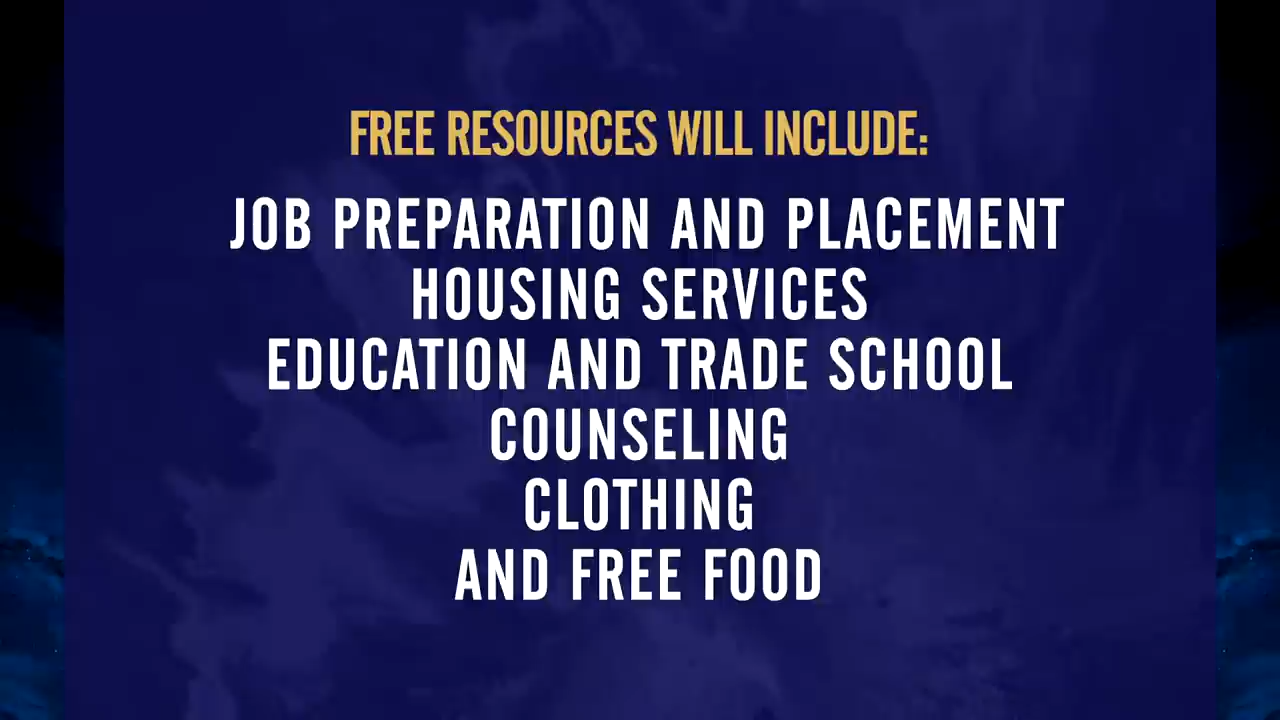 FREE RESOURCES WILL INCLUDE:
JOB PREPARATION AND PLACEMENT
HOUSING SERVICES
EDUCATION AND TRADE SCHOOL
COUNSELING
CLOTHING
AND FREE FOOD